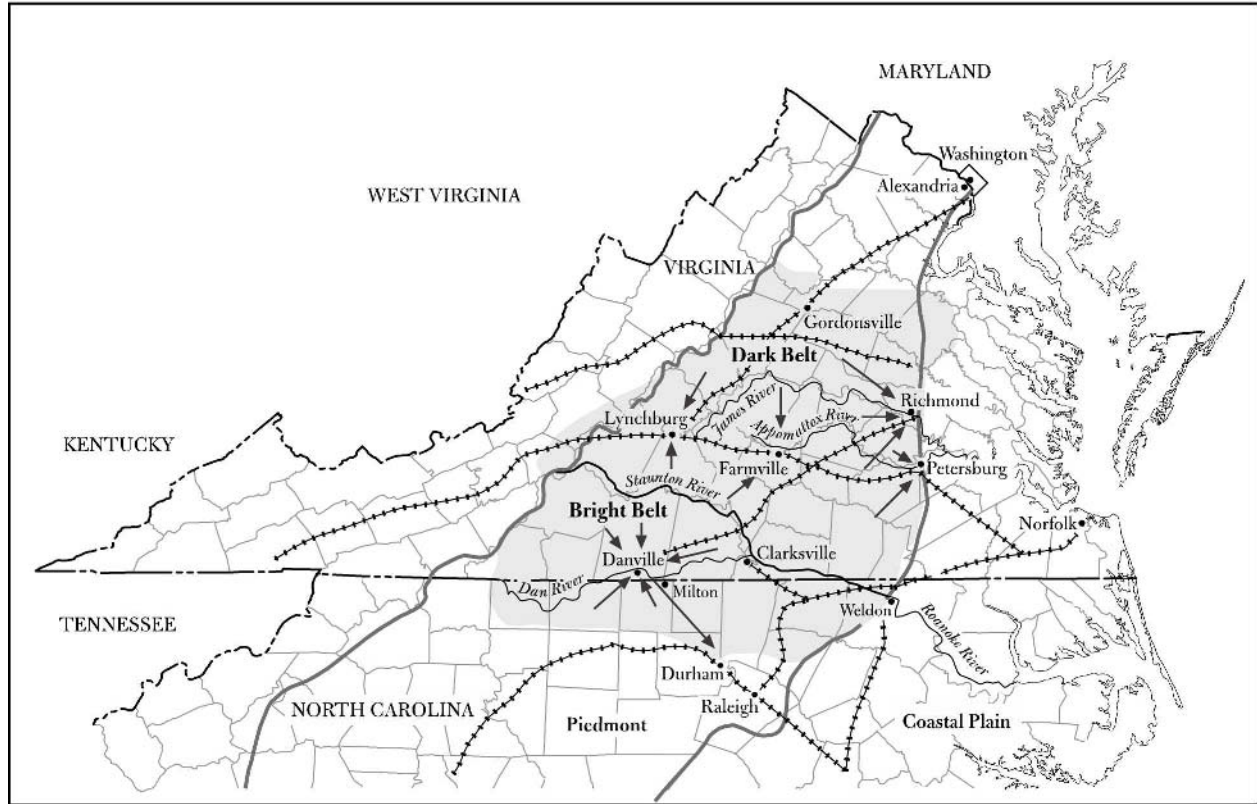 MARYLAND
Washington
Alexandria
WEST VIRGINIA
VIRGINIA
Gordonsville
Dark Belt
Richmond
James River
Lynchburg
Appomattox River
KENTUCKY
Farmville
Petersburg
Staunton River
Bright Belt
Norfolk
Clarksville
Danville
Dan River
Milton
Weldon
TENNESSEE
Roanoke River
Durham
Raleigh
NORTH CAROLINA
Piedmont
Coastal Plain